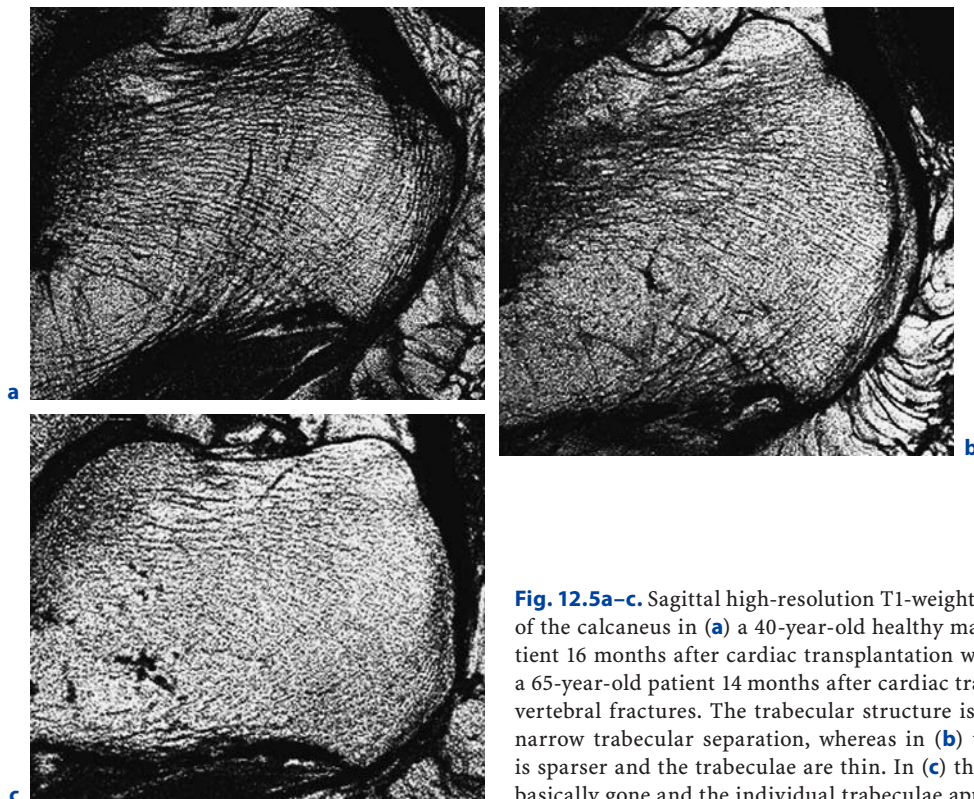 a
b
c
Fig. 12.5a–c. Sagittal high-resolution T1-weight
of the calcaneus in (a) a 40-year-old healthy ma
tient 16 months after cardiac transplantation w
a 65-year-old patient 14 months after cardiac tra
vertebral fractures. The trabecular structure is
narrow trabecular separation, whereas in (b)
is sparser and the trabeculae are thin. In (c) th
basically gone and the individual trabeculae ap